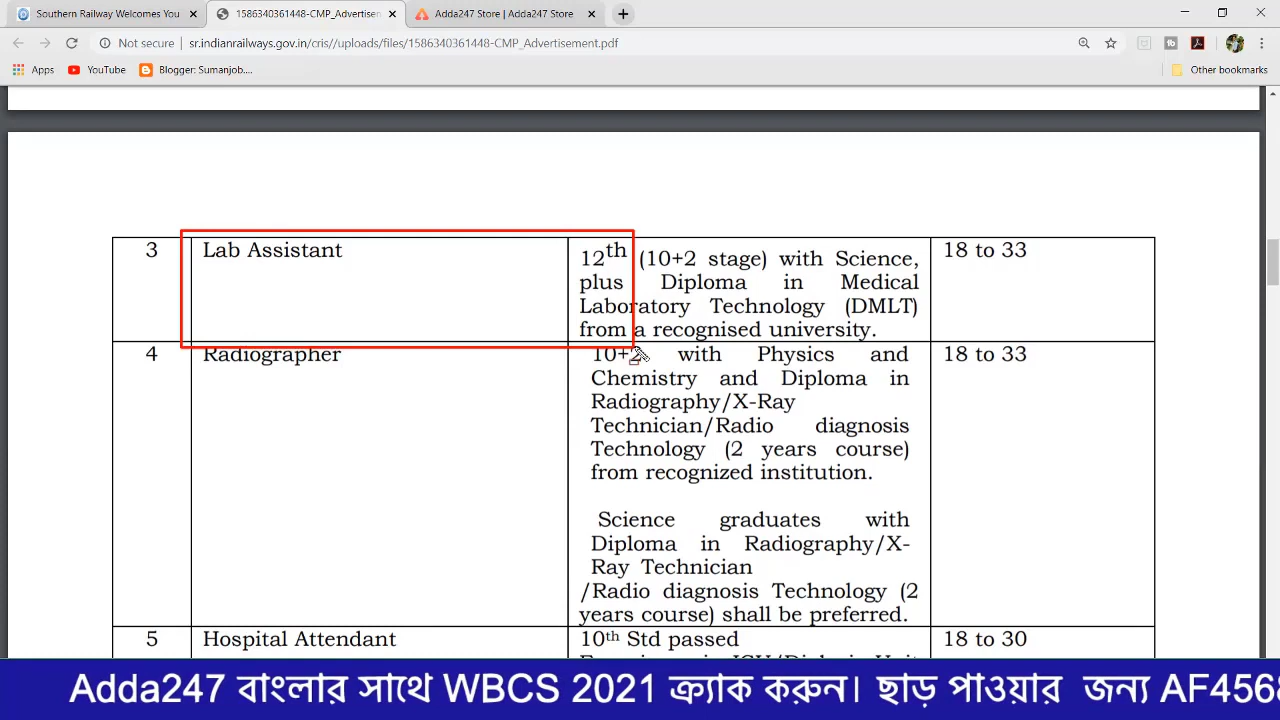 Southern Railway Welcomes You
1586340361448-CMP_Advertisen
Adda247 Store | Adda247 Store
Not secure
sr.indianrailways.gov.in/cris//uploads/files/1586340361448-CMP_Advertisement.pdf
Apps
YouTube
Blogger: Sumanjob....
Other bookmarks
3
Lab Assistant
12th (10+2 stage) with Science,
plus Diploma in Medical
Laboratory Technology (DMLT)
from a recognised university.
18 to 33
4
Radiographer
10+2 with Physics and
Chemistry and Diploma in
Radiography/X-Ray
Technician/Radio diagnosis
Technology (2 years course)
from recognized institution.
Science graduates with
Diploma in Radiography/X-
Ray Technician
/Radio diagnosis Technology (2
years course) shall be preferred.
18 to 33
5
Hospital Attendant
10th Std passed
18 to 30
Adda247 বাংলার সাথে WBCS 2021 ক্র্যাক করুন। ছাড় পাওয়ার জন্য AF456